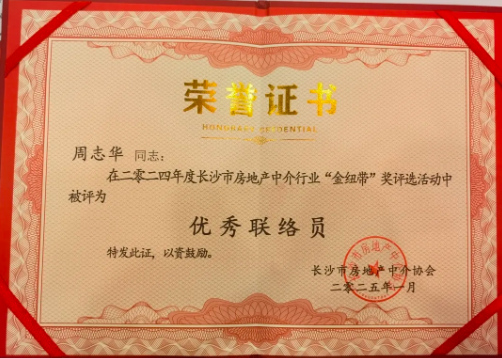 荣誉证书
HONORARY CREDENTIAL
周志华 同志：
在二零二四年度长沙市房地产中介行业“金纽带”奖评选活动中
被评为
优秀联络员
特发此证，以资鼓励。
长沙市房地产中介协会
二零二五年一月